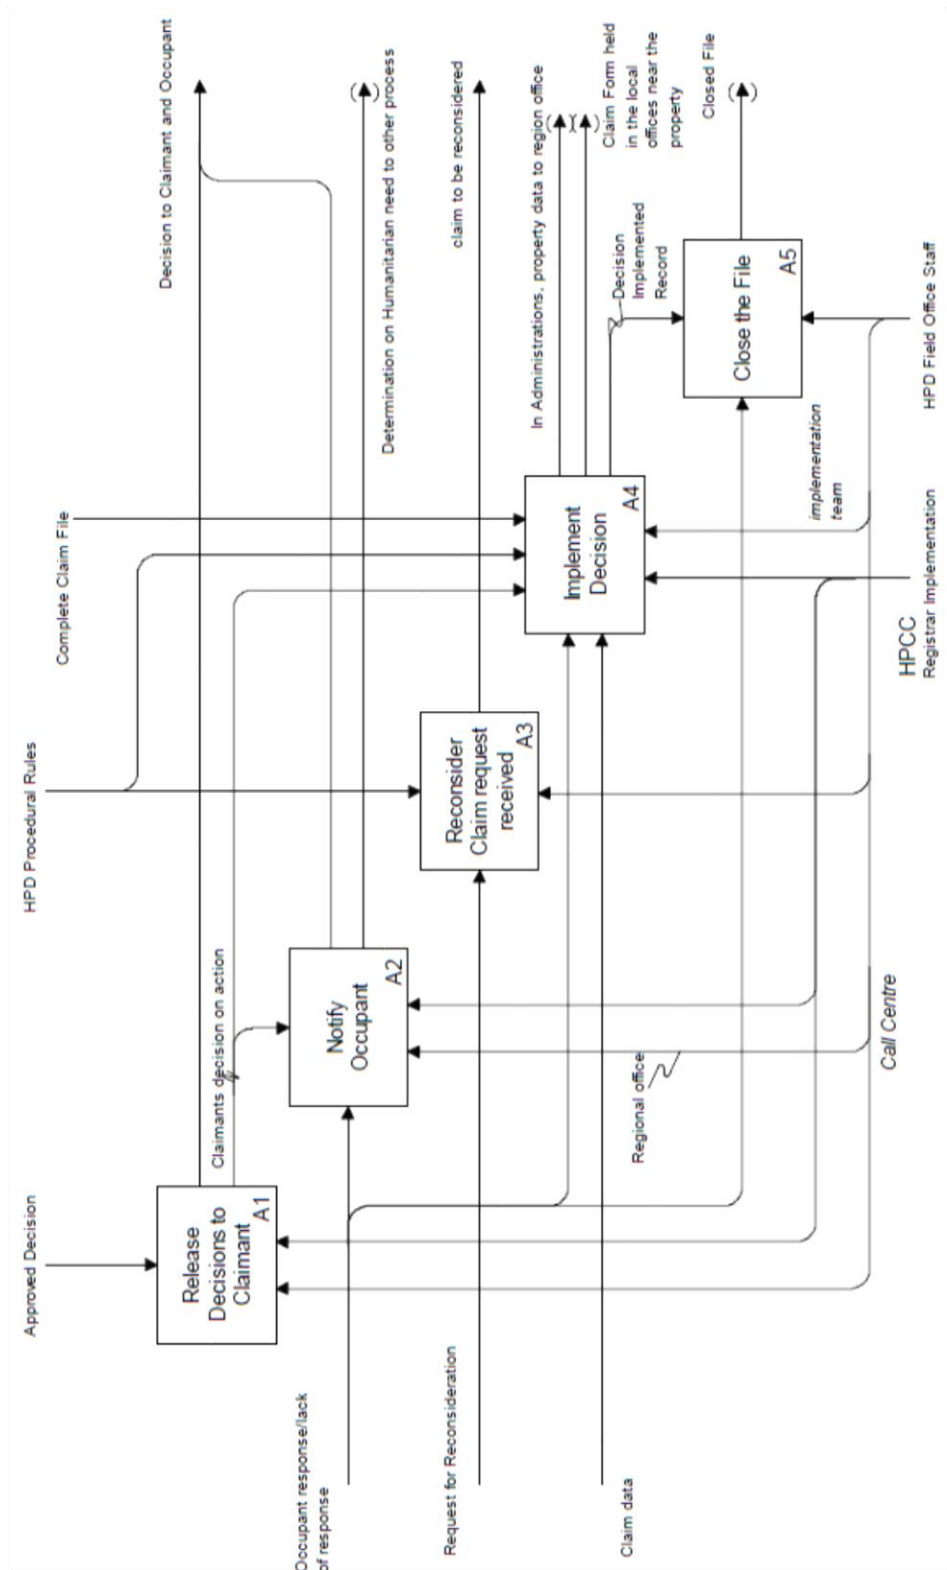 Approved Decision
HPD Procedural Rules
Complete Claim File
Decision to Claimant and Occupant
Release
Decisions to
Claimant
A1
Claimants decision on action
Determination on Humanitarian need to other process
Occupant response/lack
of response
Notify
Occupant
A2
claim to be reconsidered
Request for Reconsideration
Reconsider
Claim request
received
A3
In Administrations, property data to region office
Claim Form held
in the local
offices near the
property
Claim data
Implement
Decision
A4
Decision
Implemented
Record
Closed File
Regional office
Close the File
A5
implementation
team
Call Centre
HPCC
Registrar Implementation
HPD Field Office Staff